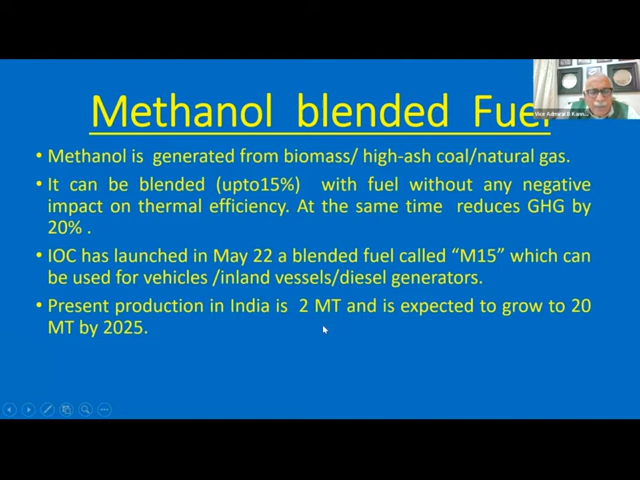 Methanol blended Fuel
• Methanol is generated from biomass/ high-ash coal/natural gas.
• It can be blended (upto15%) with fuel without any negative
impact on thermal efficiency. At the same time reduces GHG by
20% .
• IOC has launched in May 22 a blended fuel called “M15” which can
be used for vehicles /inland vessels/diesel generators.
• Present production in India is 2 MT and is expected to grow to 20
MT by 2025.
Vice Admiral B Kann...